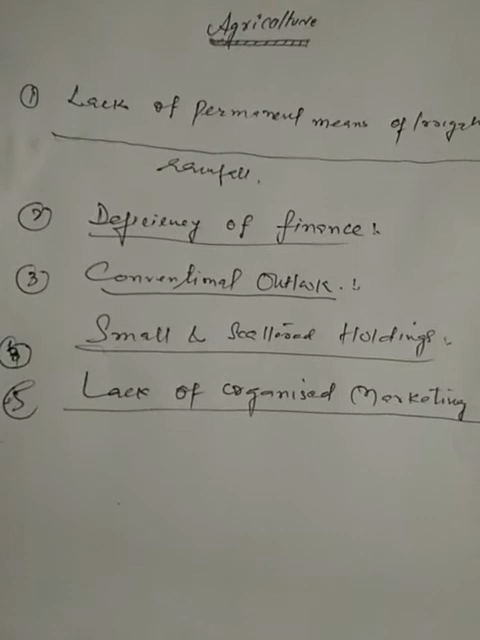 Agriculture
① Lack of permanent means of Irrigat
rainfall.
② Deficiency of finance :
③ Conventional Outlook . :
④ Small & Scattered Holdings :
⑤ Lack of organised Marketing